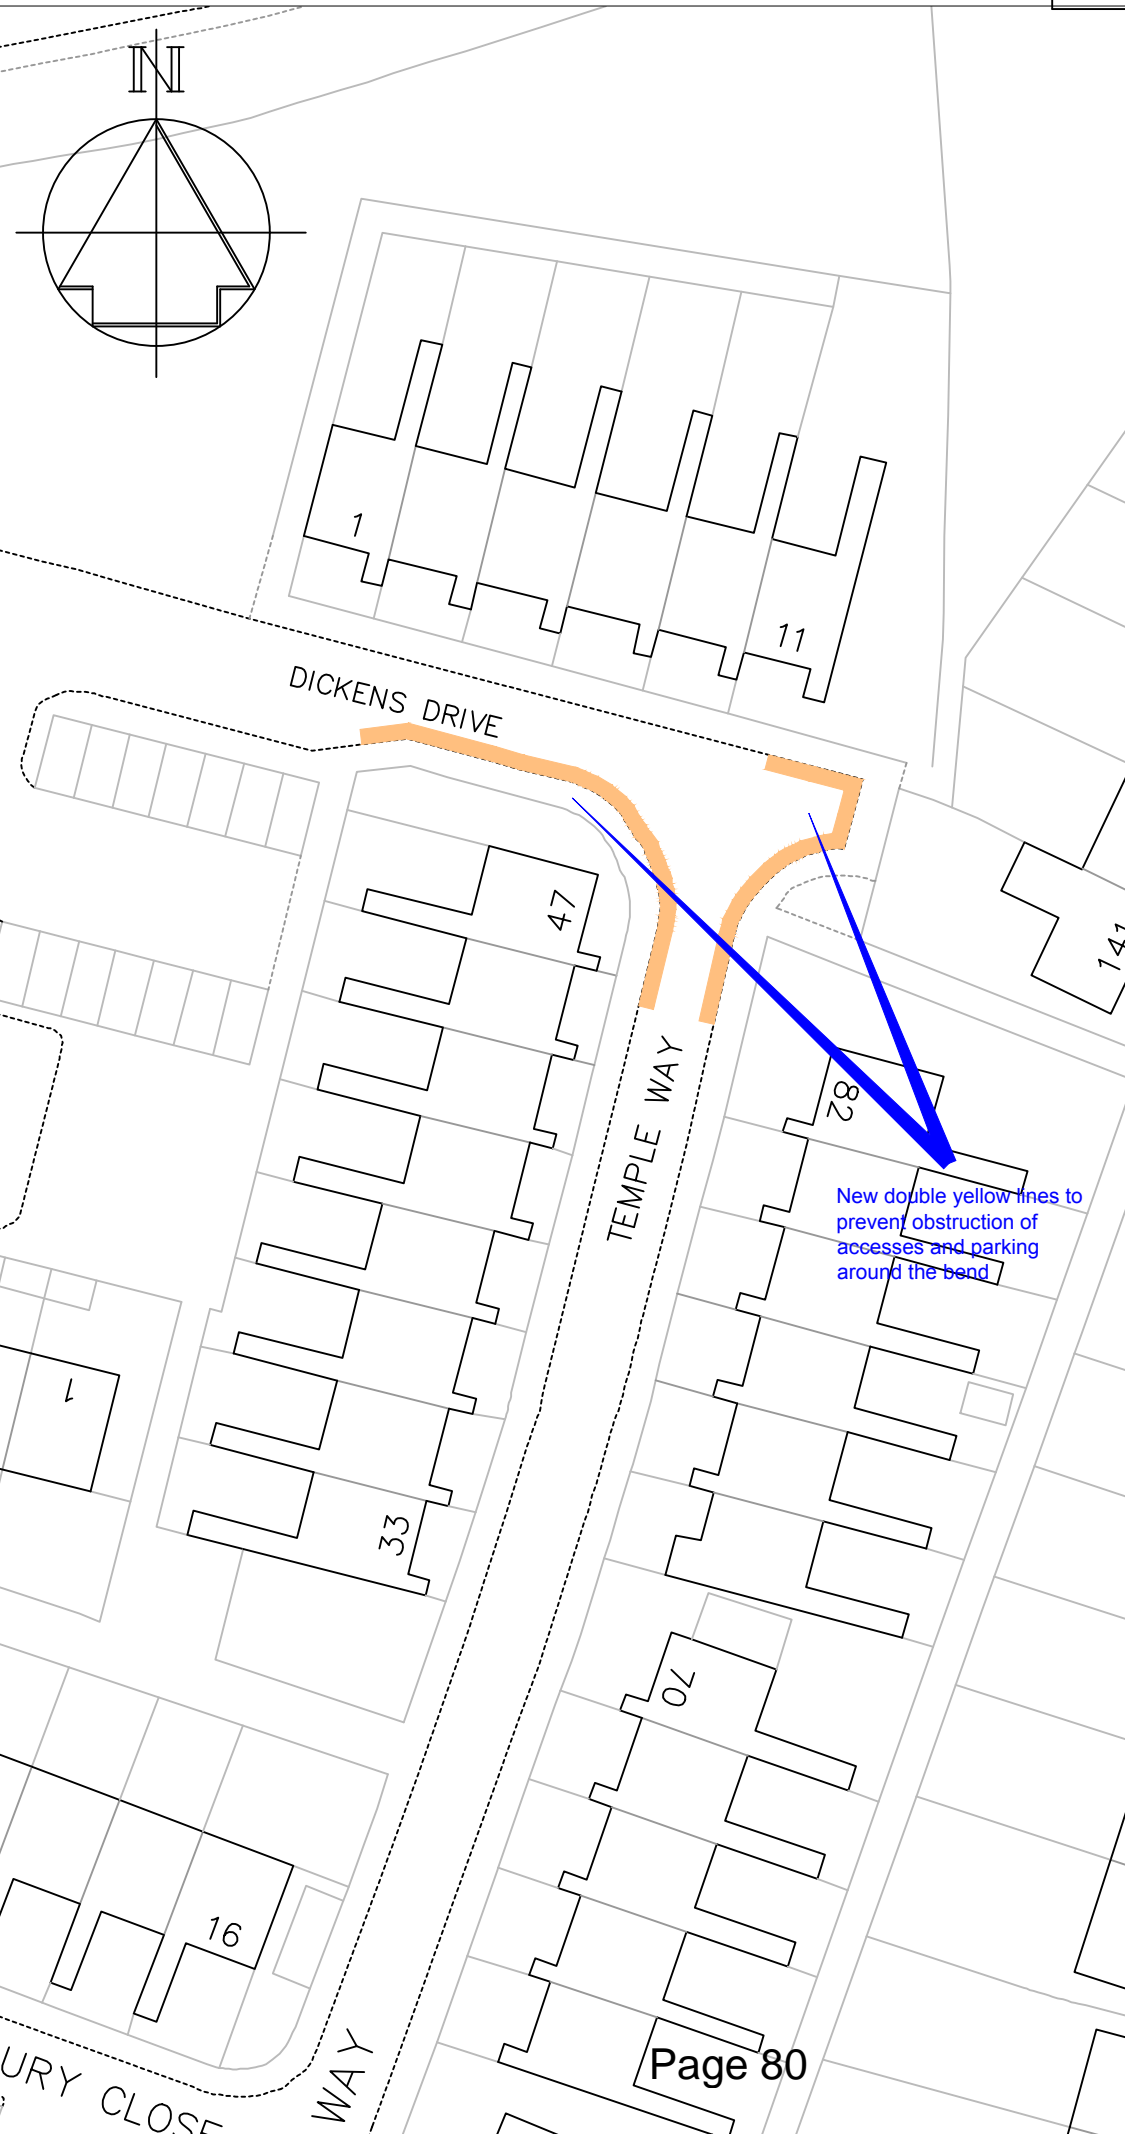 N
1
11
DICKENS DRIVE
47
141
TEMPLE WAY
82
New double yellow lines to
prevent obstruction of
accesses and parking
around the bend
1
33
70
16
Page 80
URY CLOSE
WAY